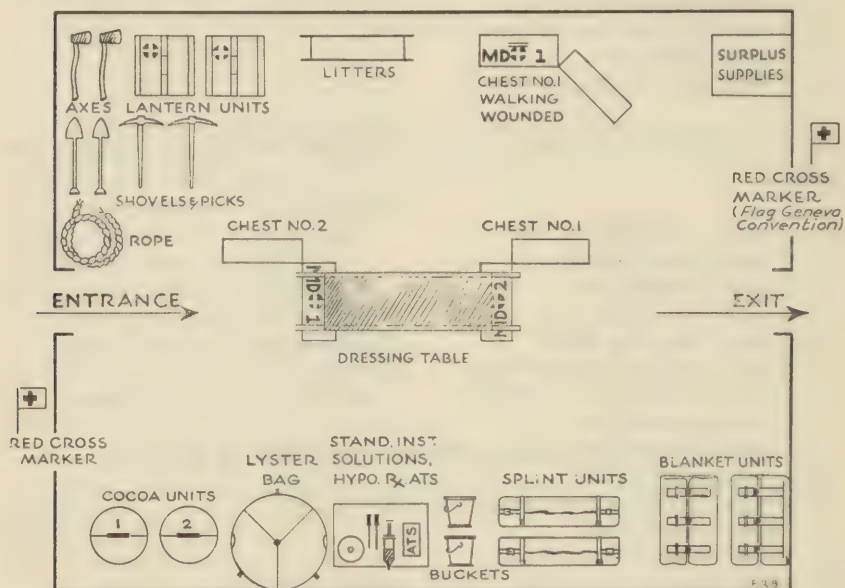 AXES
LANTERN UNITS
LITTERS
MD 1
CHEST NO.1
WALKING
WOUNDED
SURPLUS
SUPPLIES
SHOVELS & PICKS
ROPE
RED CROSS
MARKER
(Flag Geneva
Convention)
CHEST NO.2
CHEST NO.1
ENTRANCE
MD 1
MD 2
EXIT
DRESSING TABLE
RED CROSS
MARKER
COCOA UNITS
1
2
LYSTER
BAG
STAND, INST.
SOLUTIONS,
HYPO. ℞ ATS
ATS
BUCKETS
SPLINT UNITS
BLANKET UNITS